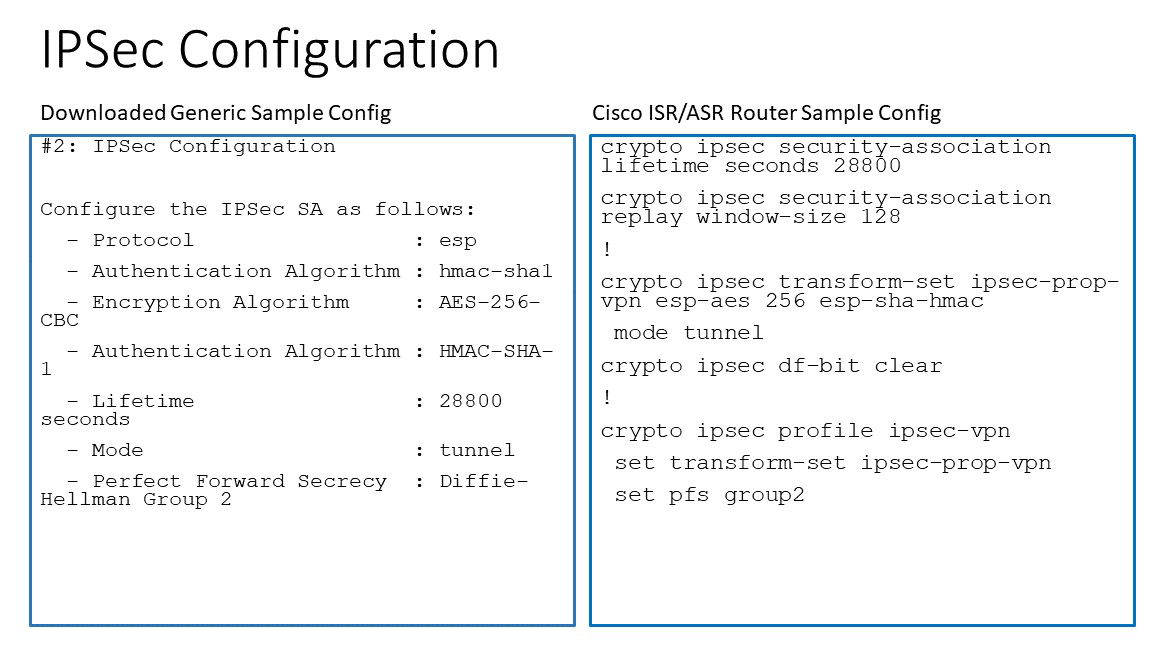 IPSec Configuration
Downloaded Generic Sample Config
#2: IPSec Configuration
Configure the IPSec SA as follows:
- Protocol : esp
- Authentication Algorithm : hmac-sha1
- Encryption Algorithm : AES-256-
CBC
- Authentication Algorithm : HMAC-SHA-
1
- Lifetime : 28800
seconds
- Mode : tunnel
- Perfect Forward Secrecy : Diffie-
Hellman Group 2
Cisco ISR/ASR Router Sample Config
crypto ipsec security-association
lifetime seconds 28800
crypto ipsec security-association
replay window-size 128
!
crypto ipsec transform-set ipsec-prop-
vpn esp-aes 256 esp-sha-hmac
mode tunnel
crypto ipsec df-bit clear
!
crypto ipsec profile ipsec-vpn
set transform-set ipsec-prop-vpn
set pfs group2